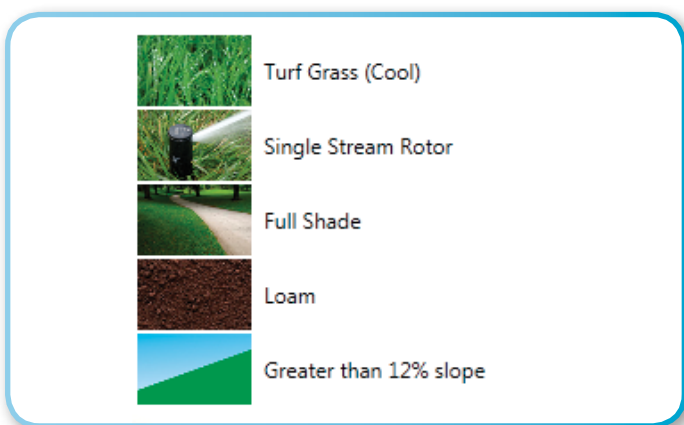 Turf Grass (Cool)
Single Stream Rotor
Full Shade
Loam
Greater than 12% slope